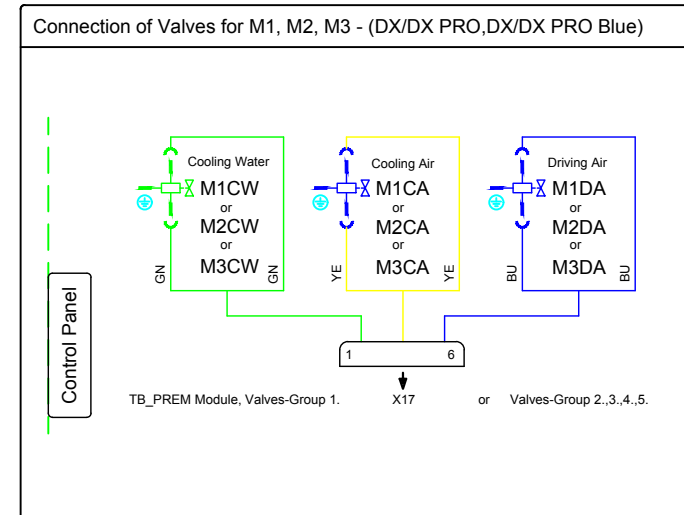 Connection of Valves for M1, M2, M3 - (DX/DX PRO,DX/DX PRO Blue)
Cooling Water
M1CW
or
M2CW
or
M3CW
GN
GN
Cooling Air
M1CA
or
M2CA
or
M3CA
YE
YE
Driving Air
M1DA
or
M2DA
or
M3DA
BU
BU
Control Panel
1 6
TB_PREM Module, Valves-Group 1. X17 or Valves-Group 2.,3.,4.,5.